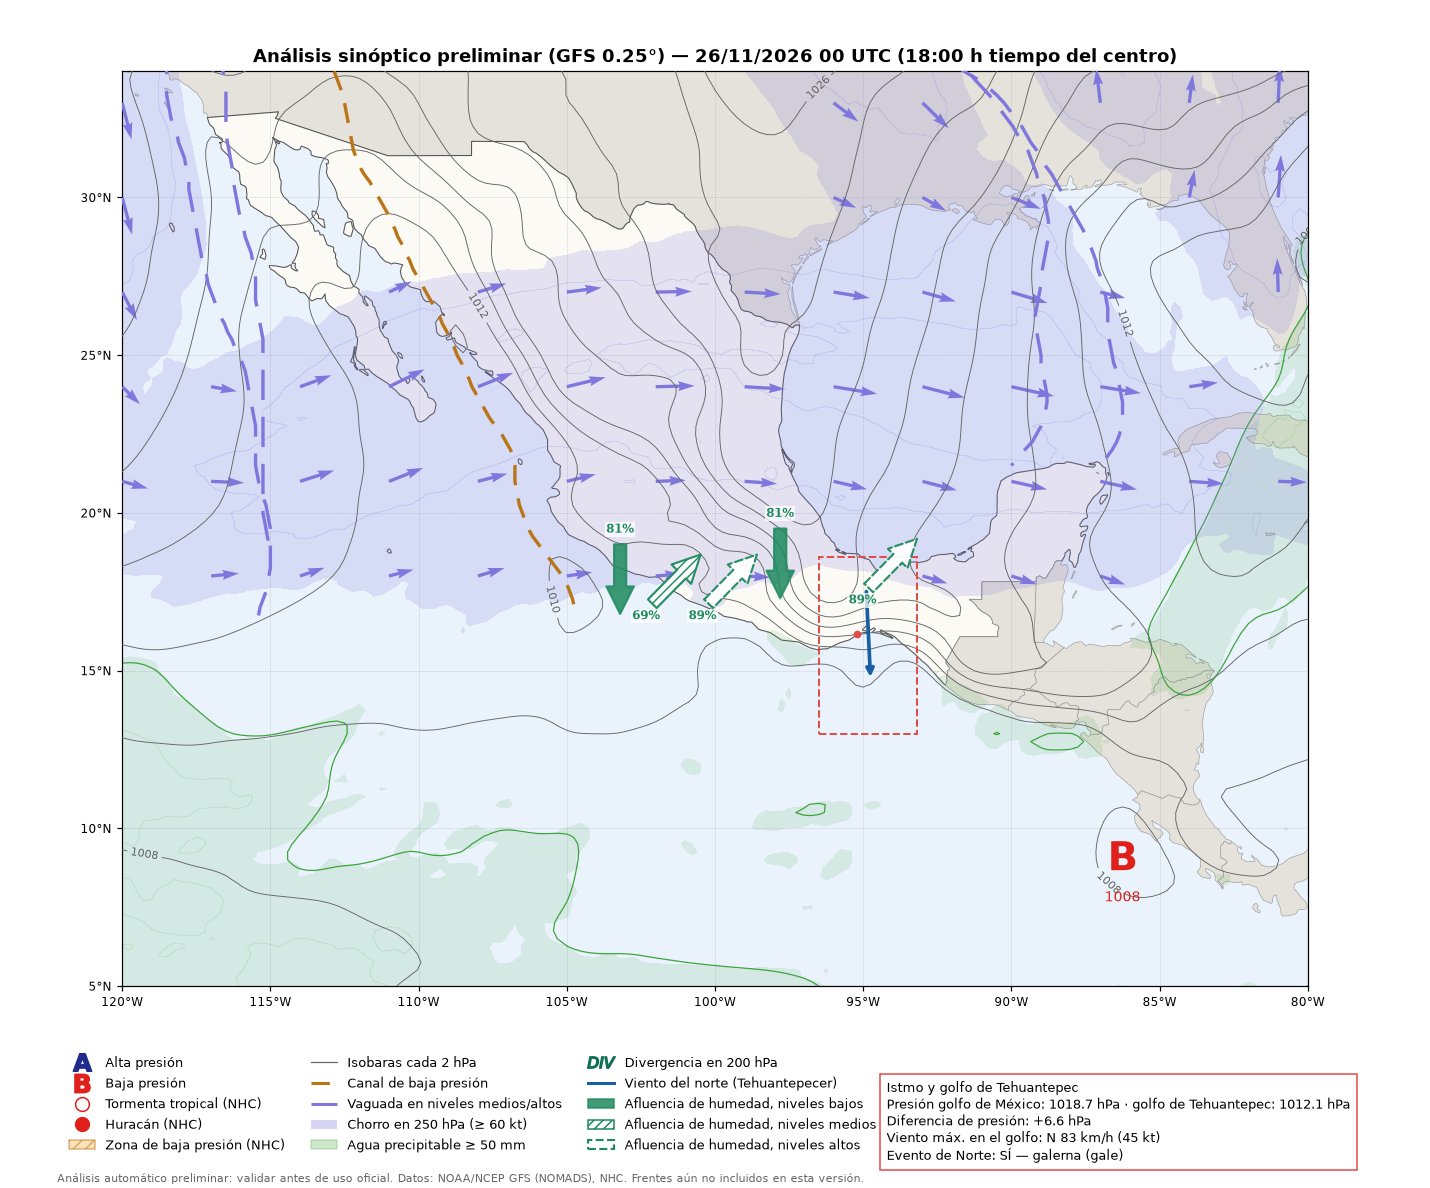 Análisis sinóptico preliminar (GFS 0.25°) — 26/11/2026 00 UTC (18:00 h tiempo del centro)
1026
30°N
1012
1012
25°N
81%
20°N
81%
1010
69%
89%
89%
15°N
10°N
1008
B
1008
1008
5°N
120°W 115°W 110°W 105°W 100°W 95°W 90°W 85°W 80°W
A Alta presión
B Baja presión
Tormenta tropical (NHC)
Huracán (NHC)
Zona de baja presión (NHC)
Isobaras cada 2 hPa
Canal de baja presión
Vaguada en niveles medios/altos
Chorro en 250 hPa (≥ 60 kt)
Agua precipitable ≥ 50 mm
DIV Divergencia en 200 hPa
Viento del norte (Tehuantepecer)
Afluencia de humedad, niveles bajos
Afluencia de humedad, niveles medios
Afluencia de humedad, niveles altos
Istmo y golfo de Tehuantepec
Presión golfo de México: 1018.7 hPa · golfo de Tehuantepec: 1012.1 hPa
Diferencia de presión: +6.6 hPa
Viento máx. en el golfo: N 83 km/h (45 kt)
Evento de Norte: SÍ — galerna (gale)
Análisis automático preliminar: validar antes de uso oficial. Datos: NOAA/NCEP GFS (NOMADS), NHC. Frentes aún no incluidos en esta versión.